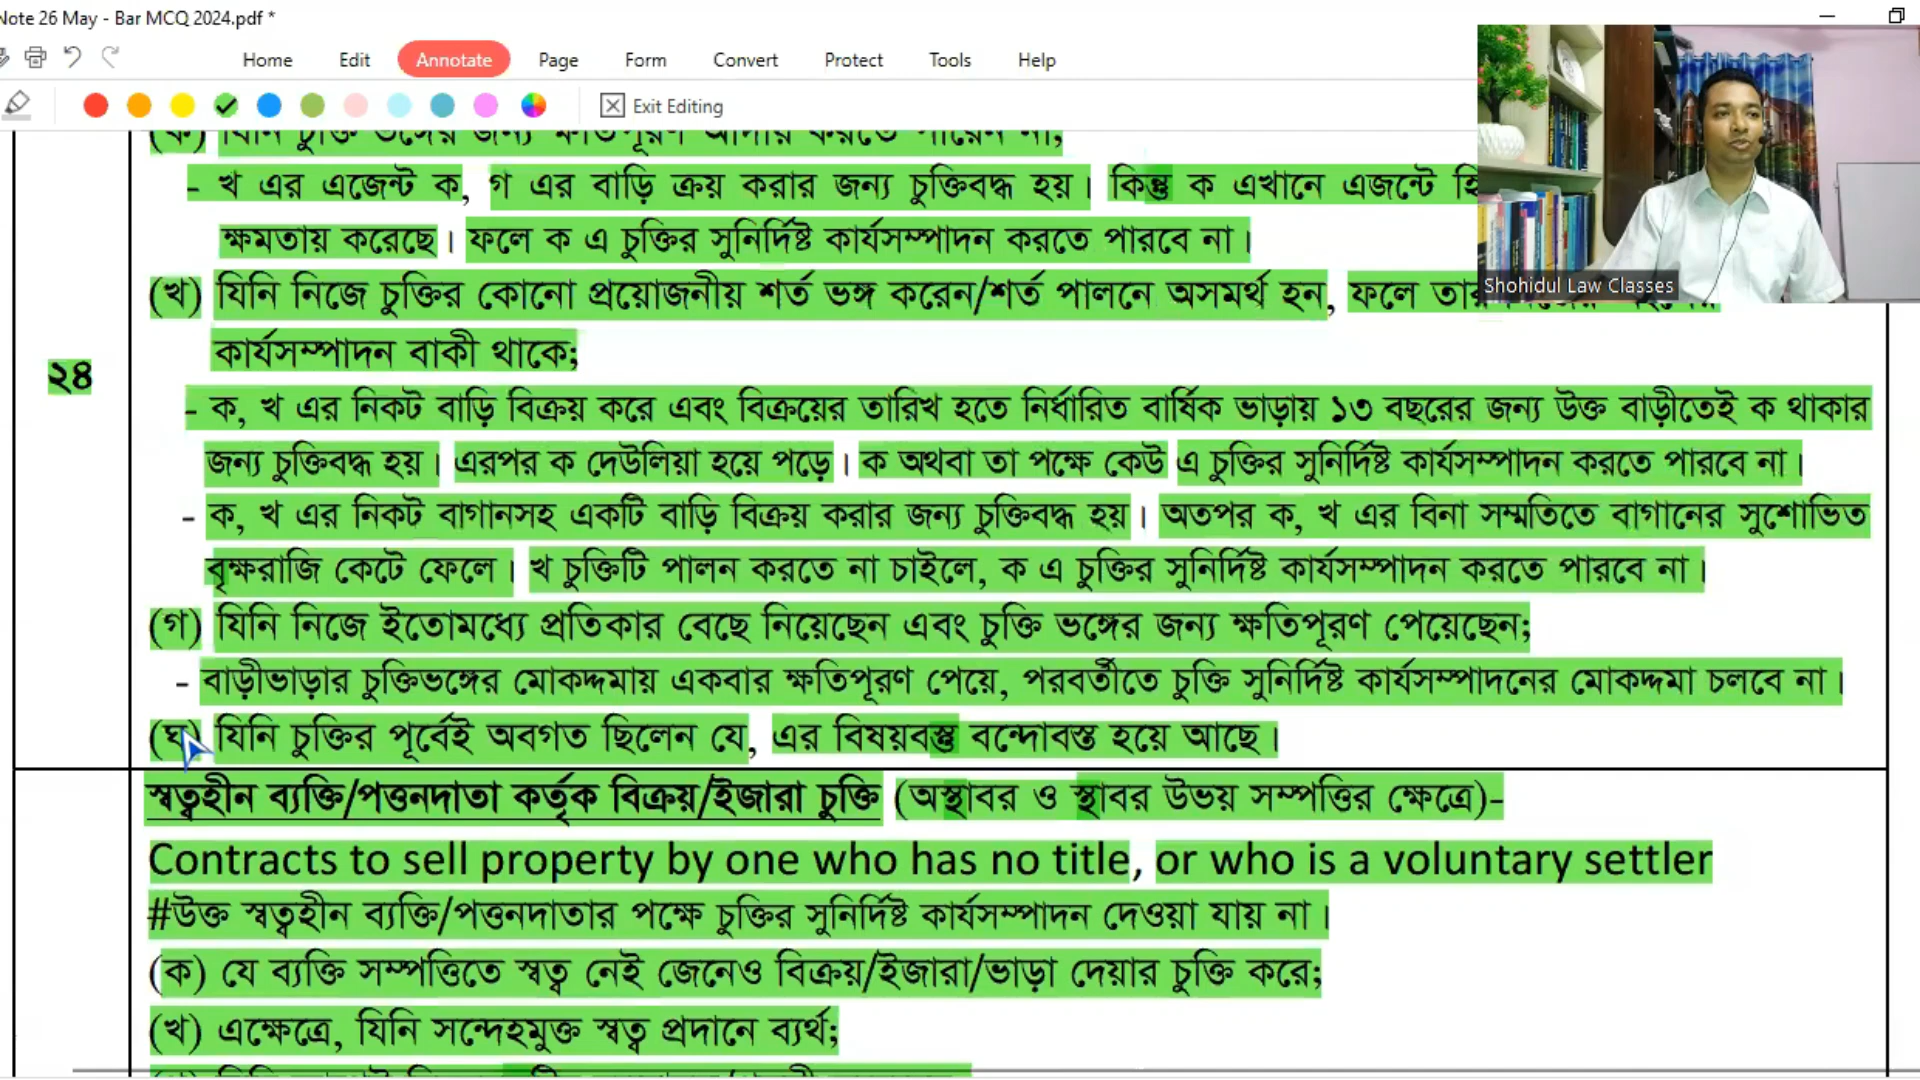 Note 26 May - Bar MCQ 2024.pdf *
Home Edit Annotate Page Form Convert Protect Tools Help
Exit Editing
(ক) যিনি চুক্তি ভঙ্গের জন্য ক্ষতিপূরণ আদায় করতে পারেন না;
- খ এর এজেন্ট ক, গ এর বাড়ি ক্রয় করার জন্য চুক্তিবদ্ধ হয়। কিন্তু ক এখানে এজন্টে
ক্ষমতায় করেছে। ফলে ক এ চুক্তির সুনির্দিষ্ট কার্যসম্পাদন করতে পারবে না।
(খ) যিনি নিজে চুক্তির কোনো প্রয়োজনীয় শর্ত ভঙ্গ করেন/শর্ত পালনে অসমর্থ হন, ফলে
Shohidul Law Classes
কার্যসম্পাদন বাকী থাকে;
২৪
- ক, খ এর নিকট বাড়ি বিক্রয় করে এবং বিক্রয়ের তারিখ হতে নির্ধারিত বার্ষিক ভাড়ায় ১৩ বছরের জন্য উক্ত বাড়ীতেই ক থাকার
জন্য চুক্তিবদ্ধ হয়। এরপর ক দেউলিয়া হয়ে পড়ে। ক অথবা তা পক্ষে কেউ এ চুক্তির সুনির্দিষ্ট কার্যসম্পাদন করতে পারবে না।
- ক, খ এর নিকট বাগানসহ একটি বাড়ি বিক্রয় করার জন্য চুক্তিবদ্ধ হয়। অতপর ক, খ এর বিনা সম্মতিতে বাগানের সুশোভিত
বৃক্ষরাজি কেটে ফেলে। খ চুক্তিটি পালন করতে না চাইলে, ক এ চুক্তির সুনির্দিষ্ট কার্যসম্পাদন করতে পারবে না।
(গ) যিনি নিজে ইতোমধ্যে প্রতিকার বেছে নিয়েছেন এবং চুক্তি ভঙ্গের জন্য ক্ষতিপূরণ পেয়েছেন;
- বাড়ীভাড়ার চুক্তিভঙ্গের মোকদ্দমায় একবার ক্ষতিপূরণ পেয়ে, পরবর্তীতে চুক্তি সুনির্দিষ্ট কার্যসম্পাদনের মোকদ্দমা চলবে না।
(ঘ) যিনি চুক্তির পূর্বেই অবগত ছিলেন যে, এর বিষয়বস্তু বন্দোবস্ত হয়ে আছে।
স্বত্বহীন ব্যক্তি/পত্তনদাতা কর্তৃক বিক্রয়/ইজারা চুক্তি (অস্থাবর ও স্থাবর উভয় সম্পত্তির ক্ষেত্রে)-
Contracts to sell property by one who has no title, or who is a voluntary settler
#উক্ত স্বত্বহীন ব্যক্তি/পত্তনদাতার পক্ষে চুক্তির সুনির্দিষ্ট কার্যসম্পাদন দেওয়া যায় না।
(ক) যে ব্যক্তি সম্পত্তিতে স্বত্ব নেই জেনেও বিক্রয়/ইজারা/ভাড়া দেয়ার চুক্তি করে;
(খ) এক্ষেত্রে, যিনি সন্দেহমুক্ত স্বত্ব প্রদানে ব্যর্থ;